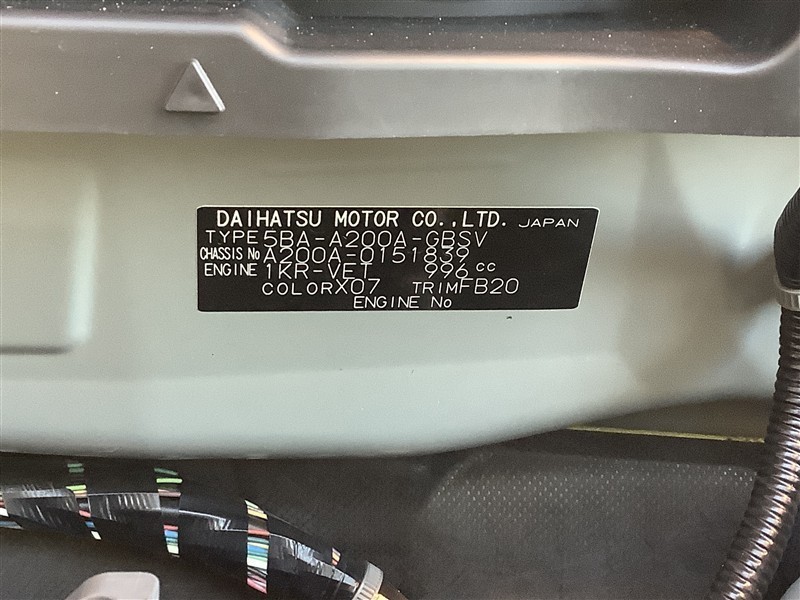 DAIHATSU MOTOR CO.,LTD. JAPAN
TYPE 5BA-A200A-GBSV
CHASSIS No A200A-0151839
ENGINE 1KR-VET 996 cc
COLOR X07 TRIM FB20
ENGINE No